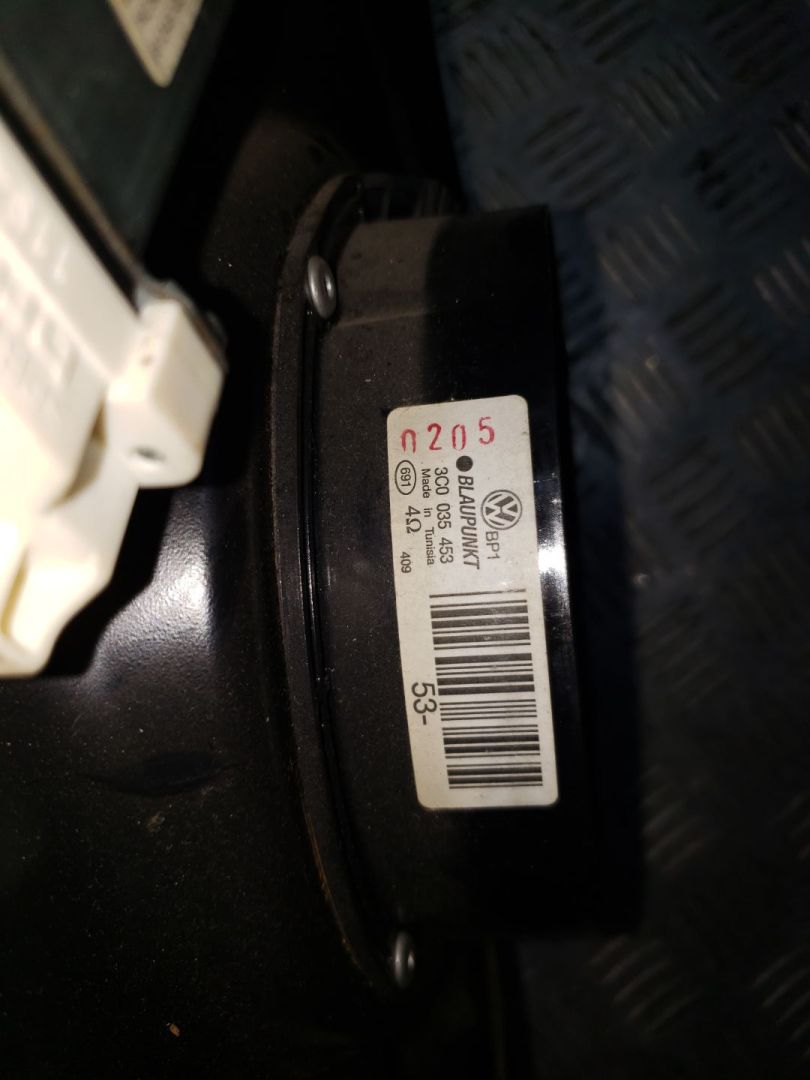 0205
BP1
BLAUPUNKT
3C0 035 453
Made in Tunisia
691 4Ω 409
53-